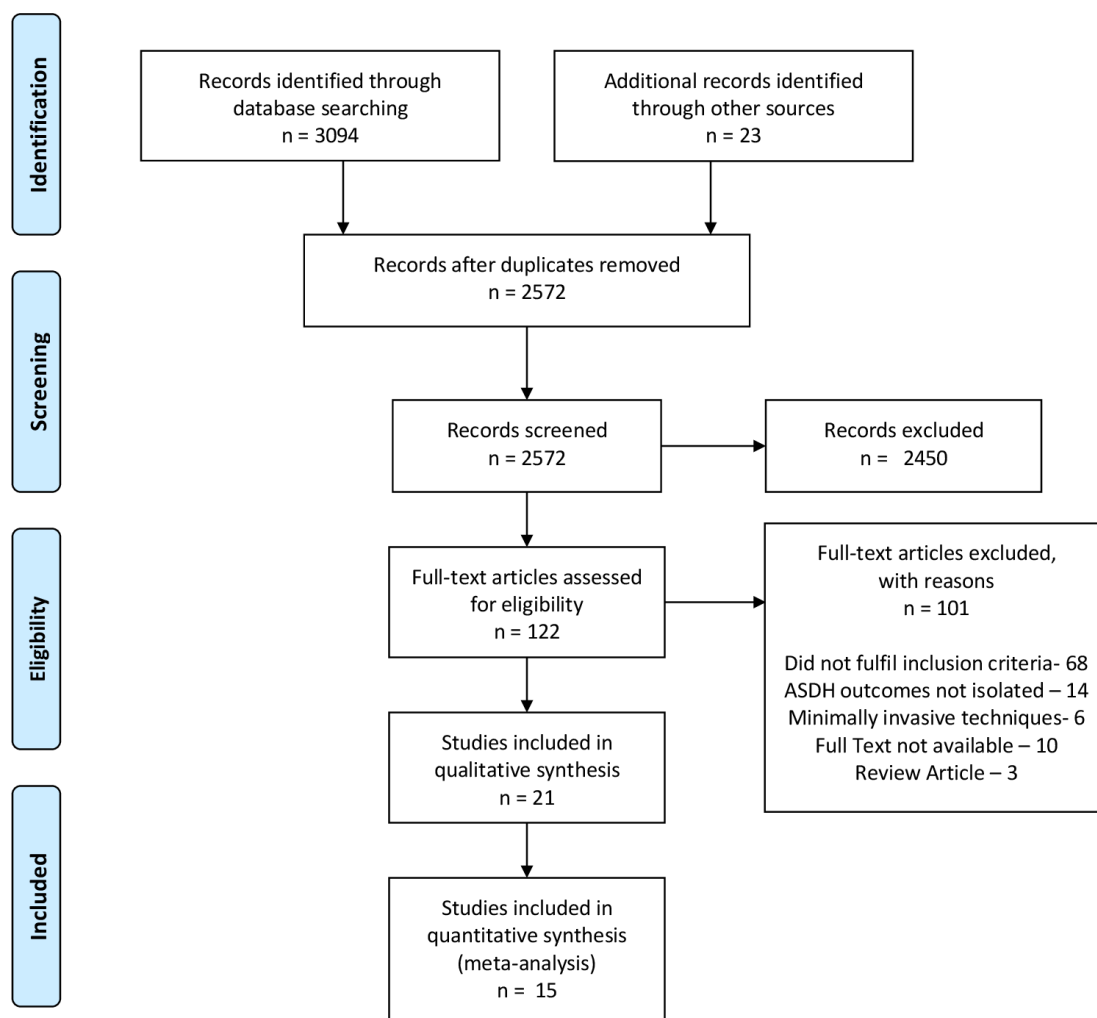 Identification
Records identified through
database searching
n = 3094
Additional records identified
through other sources
n = 23
Screening
Records after duplicates removed
n = 2572
Records screened
n = 2572
Records excluded
n =   2450
Eligibility
Full-text articles assessed
for eligibility
n = 122
Full-text articles excluded,
with reasons
n = 101
Did not fulfil inclusion criteria- 68
ASDH outcomes not isolated – 14
Minimally invasive techniques- 6
Full Text not available – 10
Review Article – 3
Studies included in
qualitative synthesis
n = 21
Included
Studies included in
quantitative synthesis
(meta-analysis)
n =  15